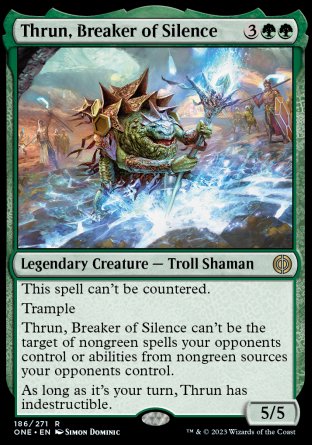 Thrun, Breaker of Silence 3
Legendary Creature — Troll Shaman
This spell can't be countered.
Trample
Thrun, Breaker of Silence can't be the
target of nongreen spells your opponents
control or abilities from nongreen sources
your opponents control.
As long as it's your turn, Thrun has
indestructible.
5/5
186/271 R
ONE • EN Simon Dominic
™ & © 2023 Wizards of the Coast